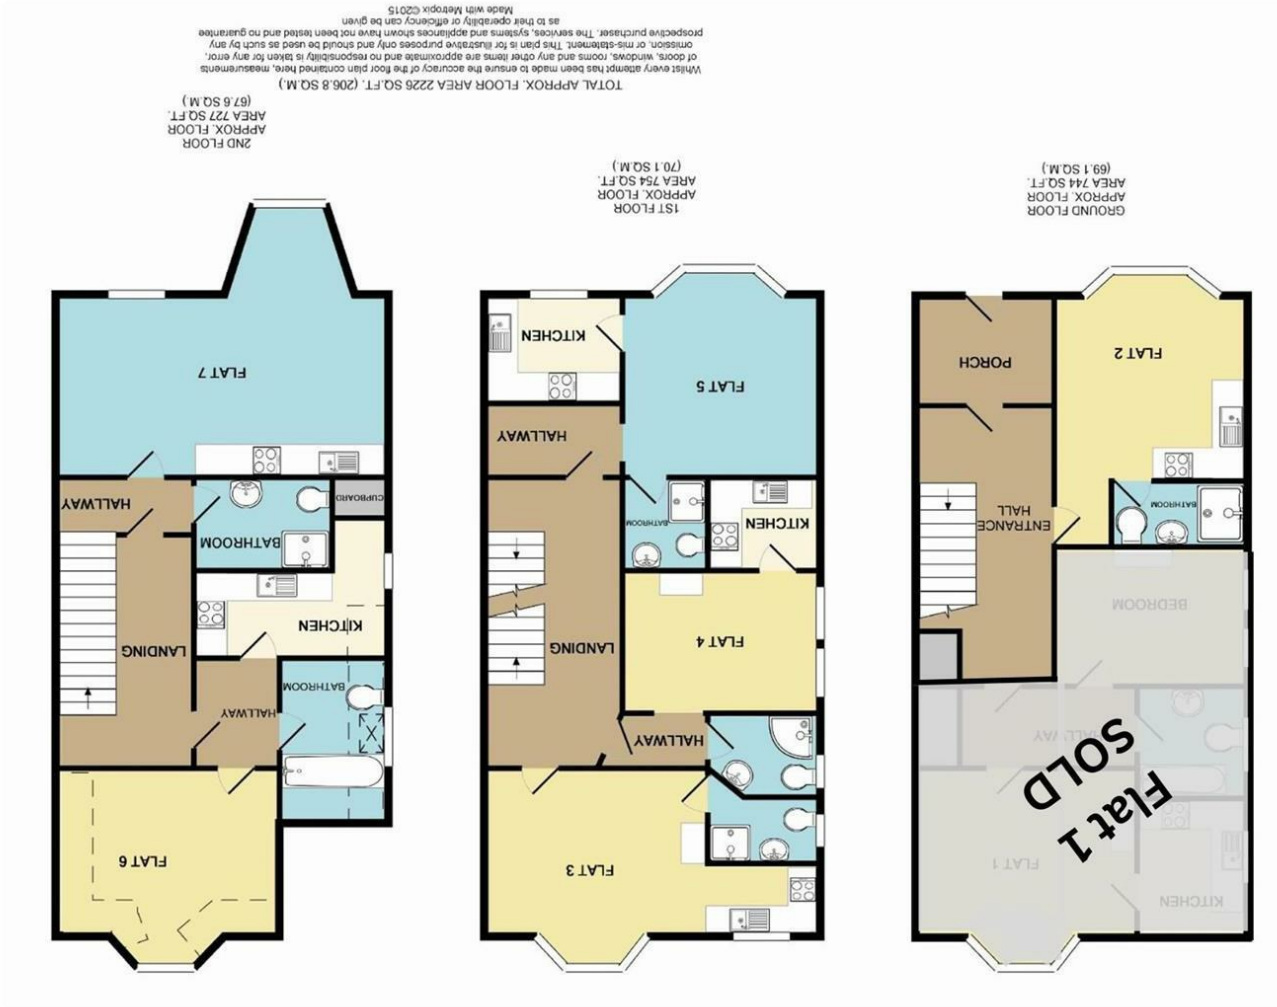 GROUND FLOOR
APPROX. FLOOR
AREA 744 SQ.FT.
(69.1 SQ.M.)
KITCHEN
FLAT 1
Flat 1
SOLD
HALLWAY
BEDROOM
ENTRANCE
HALL
BATHROOM
PORCH
FLAT 2
1ST FLOOR
APPROX. FLOOR
AREA 754 SQ.FT.
(70.1 SQ.M.)
FLAT 3
HALLWAY
LANDING
FLAT 4
KITCHEN
BATHROOM
HALLWAY
FLAT 5
KITCHEN
2ND FLOOR
APPROX. FLOOR
AREA 727 SQ.FT.
(67.6 SQ.M.)
FLAT 6
HALLWAY
BATHROOM
LANDING
KITCHEN
BATHROOM
CUPBOARD
HALLWAY
FLAT 7
TOTAL APPROX. FLOOR AREA 2226 SQ.FT. (206.8 SQ.M.)
Whilst every attempt has been made to ensure the accuracy of the floor plan contained here, measurements
of doors, windows, rooms and any other items are approximate and no responsibility is taken for any error,
omission, or mis-statement. This plan is for illustrative purposes only and should be used as such by any
prospective purchaser. The services, systems and appliances shown have not been tested and no guarantee
as to their operability or efficiency can be given
Made with Metropix ©2015